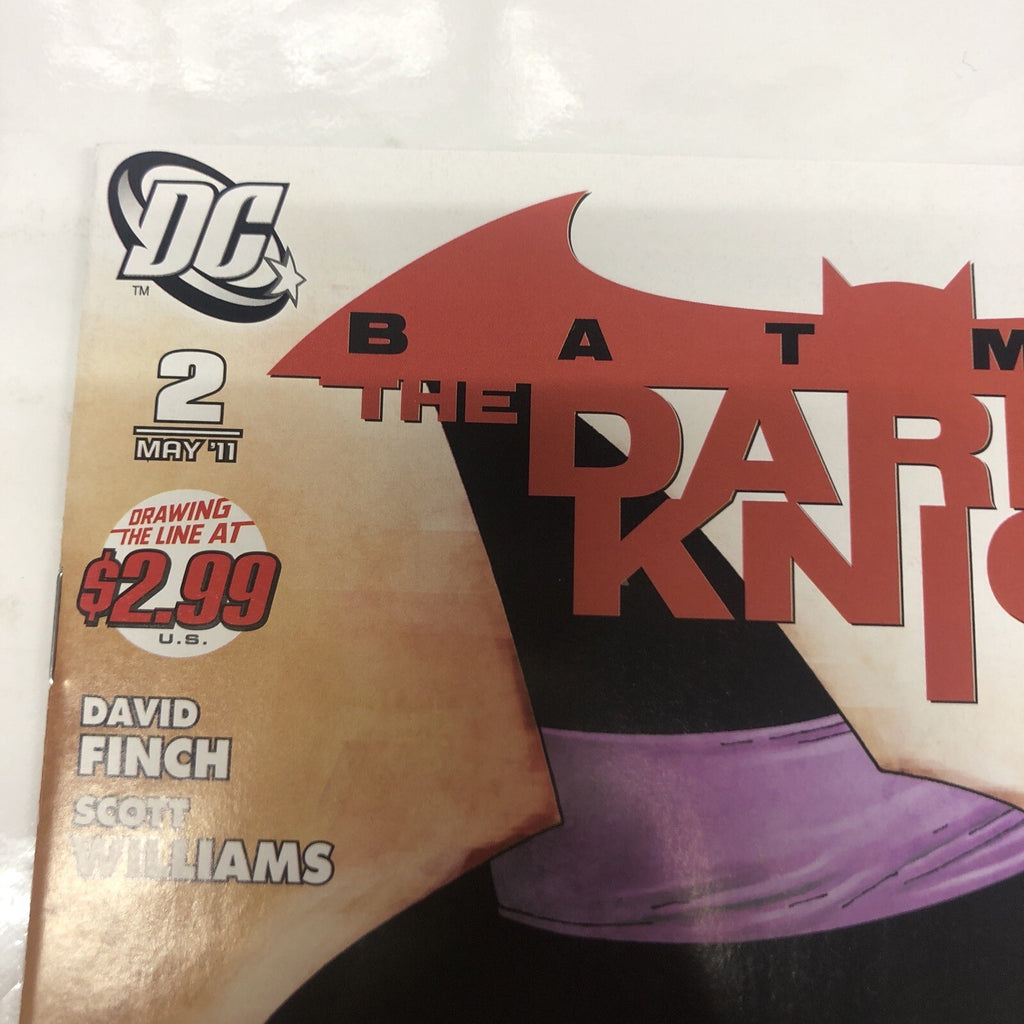 DC
TM
BATM
THE DAR
KNI
2
MAY '11
DRAWING
THE LINE AT
$2.99
U.S.
DAVID
FINCH
SCOTT
WILLIAMS